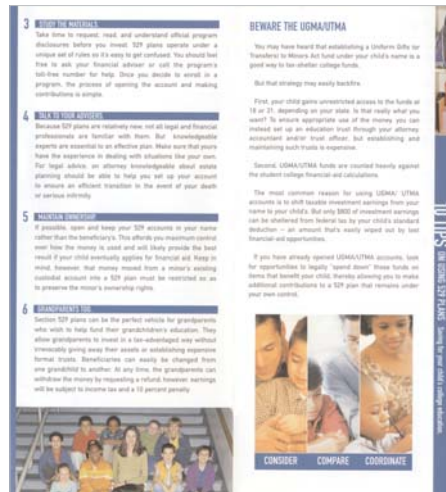 3 STUDY THE MATERIALS
Take time to request, read, and understand official program
disclosures before you invest. 529 plans operate under a
unique set of rules so it's easy to get confused. You should feel
free to ask your financial adviser or call the program's
toll-free number for help. Once you decide to enroll in a
program, the process of opening the account and making
contributions is simple.
4 TALK TO YOUR ADVISERS
Because 529 plans are relatively new, not all legal and financial
professionals are familiar with them. But knowledgeable
experts are essential to an effective plan. Make sure that yours
have the experience in dealing with situations like your own.
For legal advice, an attorney knowledgeable about estate
planning should be able to help you set up your account
to ensure an efficient transition in the event of your death
or serious infirmity.
5 MAINTAIN OWNERSHIP
If possible, open and keep your 529 accounts in your name
rather than the beneficiary's. This affords you maximum control
over how the money is used and will likely provide the best
result if your child eventually applies for financial aid. Keep in
mind, however, that money moved from a minor's existing
custodial account into a 529 plan must be restricted so as
to preserve the minor's ownership rights.
6 GRANDPARENTS TOO
Section 529 plans can be the perfect vehicle for grandparents
who wish to help fund their grandchildren's education. They
allow grandparents to invest in a tax-advantaged way without
irrevocably giving away their assets or establishing expensive
formal trusts. Beneficiaries can easily be changed from
one grandchild to another. At any time, the grandparents can
withdraw the money by requesting a refund; however, earnings
will be subject to income tax and a 10 percent penalty.
BEWARE THE UGMA/UTMA
You may have heard that establishing a Uniform Gifts (or
Transfers) to Minors Act fund under your child's name is a
good way to tax-shelter college funds.
But that strategy may easily backfire.
First, your child gains unrestricted access to the funds at
18 or 21, depending on your state. Is that really what you
want? To ensure appropriate use of the money, you can
instead set up an education trust through your attorney,
accountant and/or trust officer, but establishing and
maintaining such trusts is expensive.
Second, UGMA/UTMA funds are counted heavily against
the student college financial-aid calculations.
The most common reason for using UGMA/ UTMA
accounts is to shift taxable investment earnings from your
name to your child's. But only $800 of investment earnings
can be sheltered from federal tax by your child's standard
deduction – an amount that's easily wiped out by lost
financial-aid opportunities.
If you have already opened UGMA/UTMA accounts, look
for opportunities to legally "spend down" those funds on
items that benefit your child, thereby allowing you to make
additional contributions to a 529 plan that remains under
your own control.
CONSIDER COMPARE COORDINATE
10 TIPS ON USING 529 PLANS Saving for your child's college education